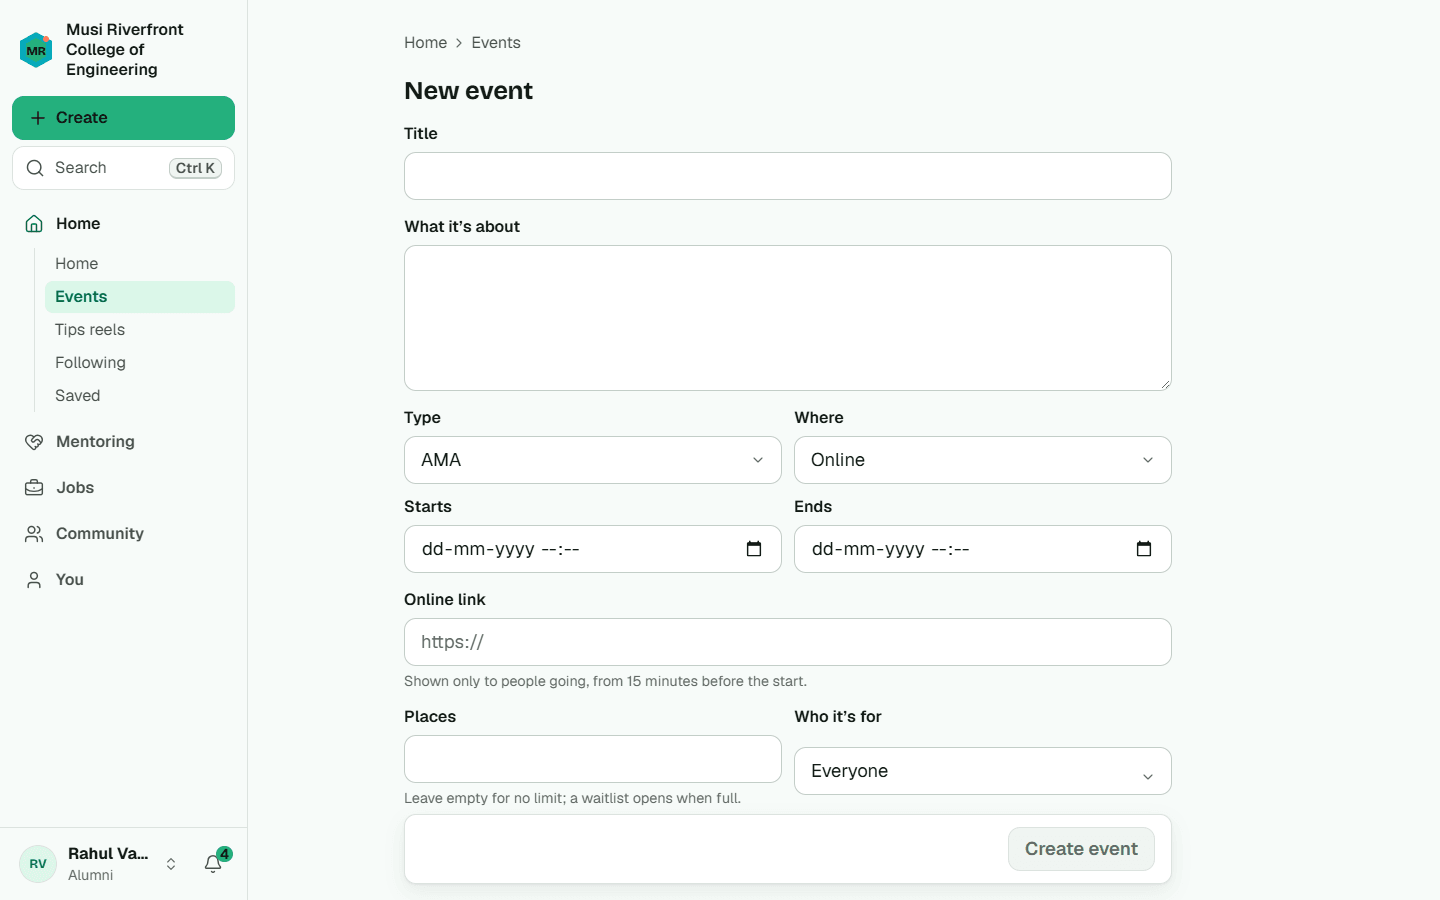 MR
Musi Riverfront
College of
Engineering
Create
Search
Ctrl K
Home
Home
Events
Tips reels
Following
Saved
Mentoring
Jobs
Community
You
RV
Rahul Va...
Alumni
4
Home > Events
New event
Title
What it's about
Type
Where
AMA
Online
Starts
Ends
dd-mm-yyyy --:--
dd-mm-yyyy --:--
Online link
https://
Shown only to people going, from 15 minutes before the start.
Places
Who it's for
Everyone
Leave empty for no limit; a waitlist opens when full.
Create event